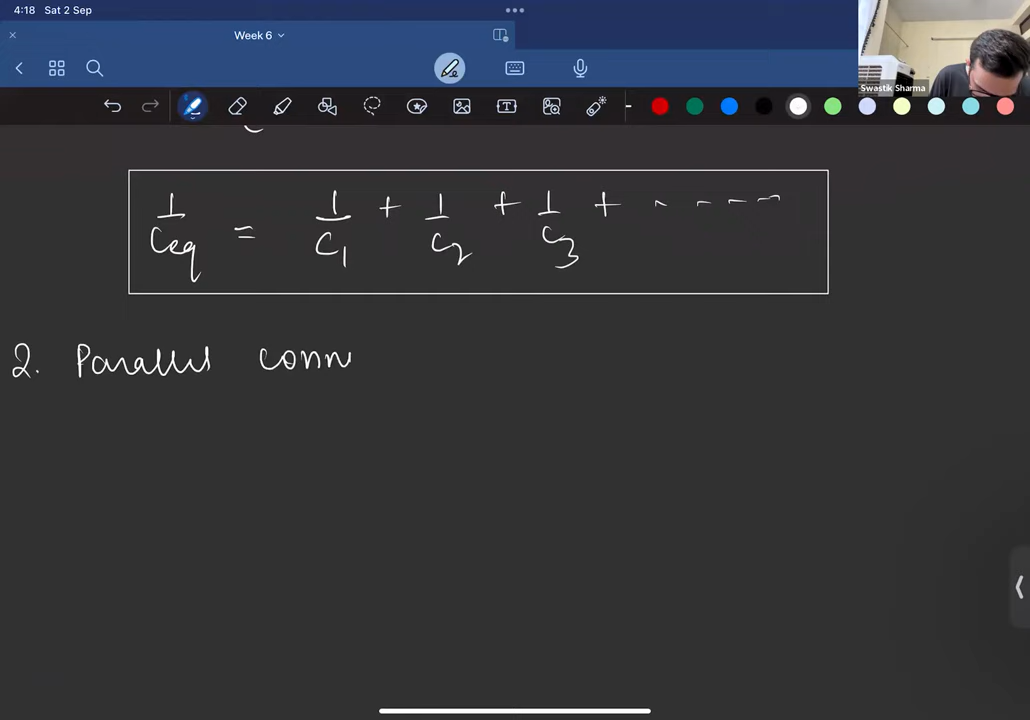 4:18 Sat 2 Sep
Week 6
Swastik Sharma
1/Ceq = 1/C1 + 1/C2 + 1/C3 + - - - -
2. Parallel conn